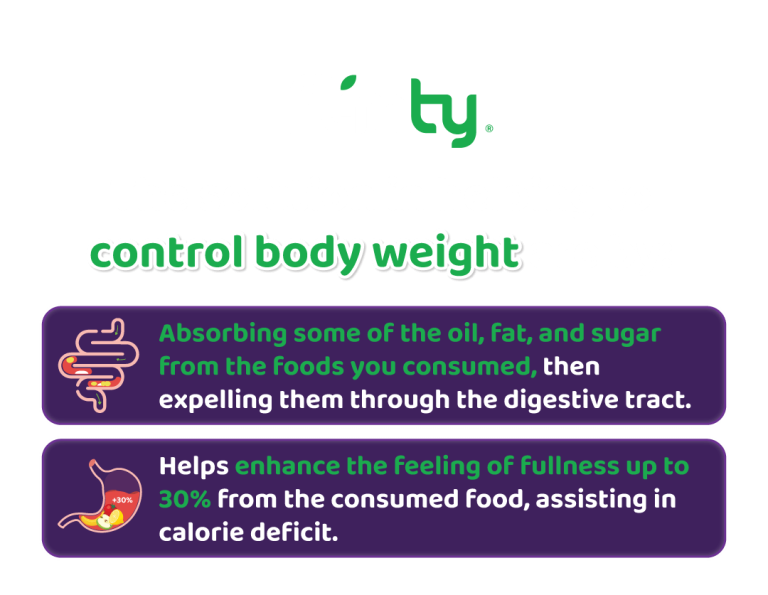 ty®
control body weight
Absorbing some of the oil, fat, and sugar
from the foods you consumed, then
expelling them through the digestive tract.
+30%
Helps enhance the feeling of fullness up to
30% from the consumed food, assisting in
calorie deficit.